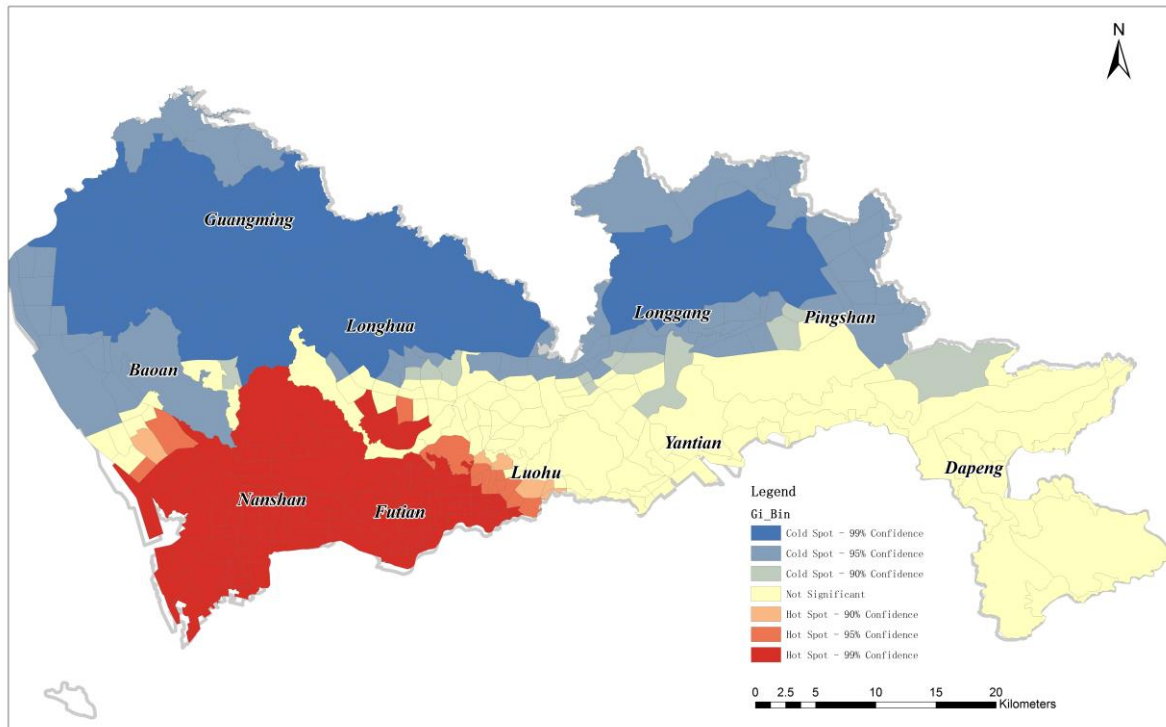 N
Guangming
Longhua
Longgang
Pingshan
Baoan
Yantian
Luohu
Dapeng
Nanshan
Futian
Legend
Gi_Bin
Cold Spot - 99% Confidence
Cold Spot - 95% Confidence
Cold Spot - 90% Confidence
Not Significant
Hot Spot - 90% Confidence
Hot Spot - 95% Confidence
Hot Spot - 99% Confidence
0 2.5 5 10 15 20
Kilometers